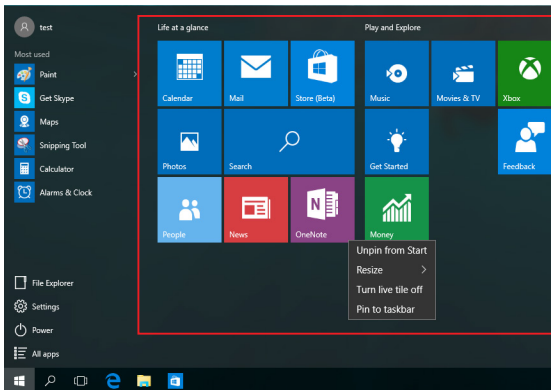 test
Most used
Paint
Get Skype
Maps
Snipping Tool
Calculator
Alarms & Clock
File Explorer
Settings
Power
All apps
Life at a glance
Calendar
Mail
Store (Beta)
Photos
Search
People
News
OneNote
Play and Explore
Music
Movies & TV
Xbox
Get Started
Feedback
Money
Unpin from Start
Resize
Turn live tile off
Pin to taskbar